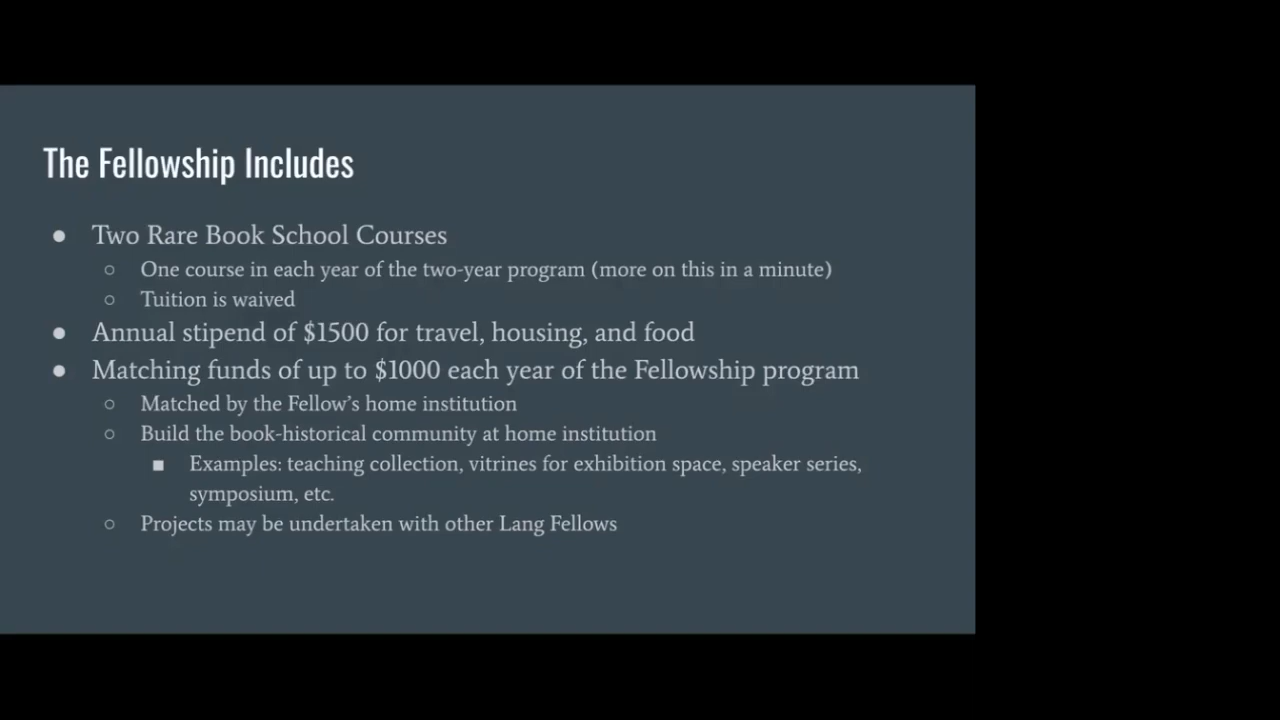 The Fellowship Includes
● Two Rare Book School Courses
○ One course in each year of the two-year program (more on this in a minute)
○ Tuition is waived
● Annual stipend of $1500 for travel, housing, and food
● Matching funds of up to $1000 each year of the Fellowship program
○ Matched by the Fellow’s home institution
○ Build the book-historical community at home institution
■ Examples: teaching collection, vitrines for exhibition space, speaker series,
symposium, etc.
○ Projects may be undertaken with other Lang Fellows